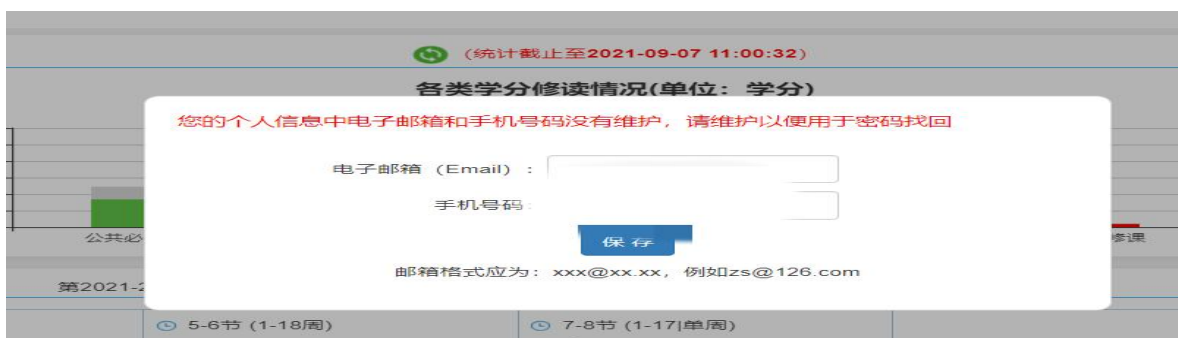 (统计截止至2021-09-07 11:00:32)
各类学分修读情况(单位：学分)
您的个人信息中电子邮箱和手机号码没有维护，请维护以便用于密码找回
电子邮箱 (Email) :
手机号码:
保 存
公共必
修课
邮箱格式应为：xxx@xx.xx，例如zs@126.com
第2021-2
5-6节 (1-18周)
7-8节 (1-17|单周)